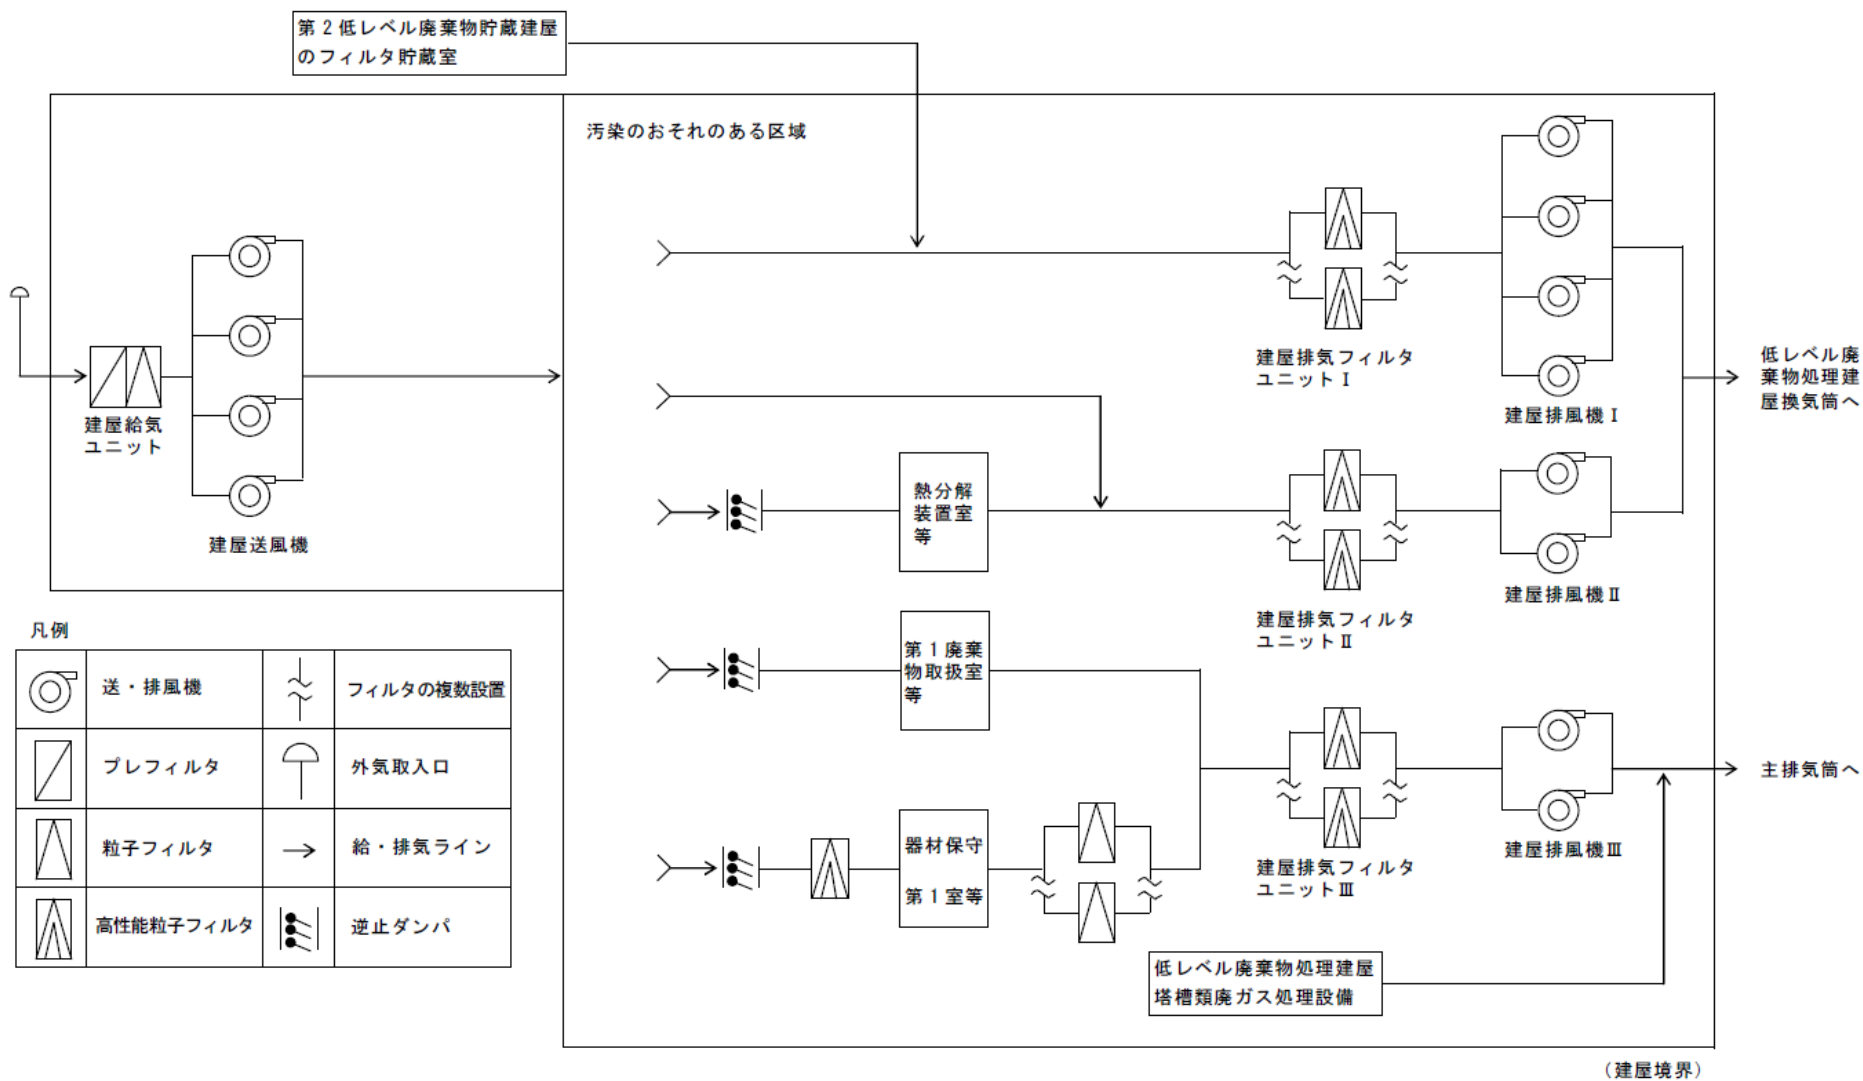 第2低レベル廃棄物貯蔵建屋
のフィルタ貯蔵室
汚染のおそれのある区域
建屋給気
ユニット
建屋送風機
建屋排気フィルタ
ユニットⅠ
建屋排風機Ⅰ
低レベル廃
棄物処理建
屋換気筒へ
熱分解
装置室
等
建屋排気フィルタ
ユニットⅡ
建屋排風機Ⅱ
第1廃棄
物取扱室
等
器材保守
第1室等
建屋排気フィルタ
ユニットⅢ
建屋排風機Ⅲ
主排気筒へ
低レベル廃棄物処理建屋
塔槽類廃ガス処理設備
(建屋境界)
凡例
送・排風機
フィルタの複数設置
プレフィルタ
外気取入口
粒子フィルタ
給・排気ライン
高性能粒子フィルタ
逆止ダンパ